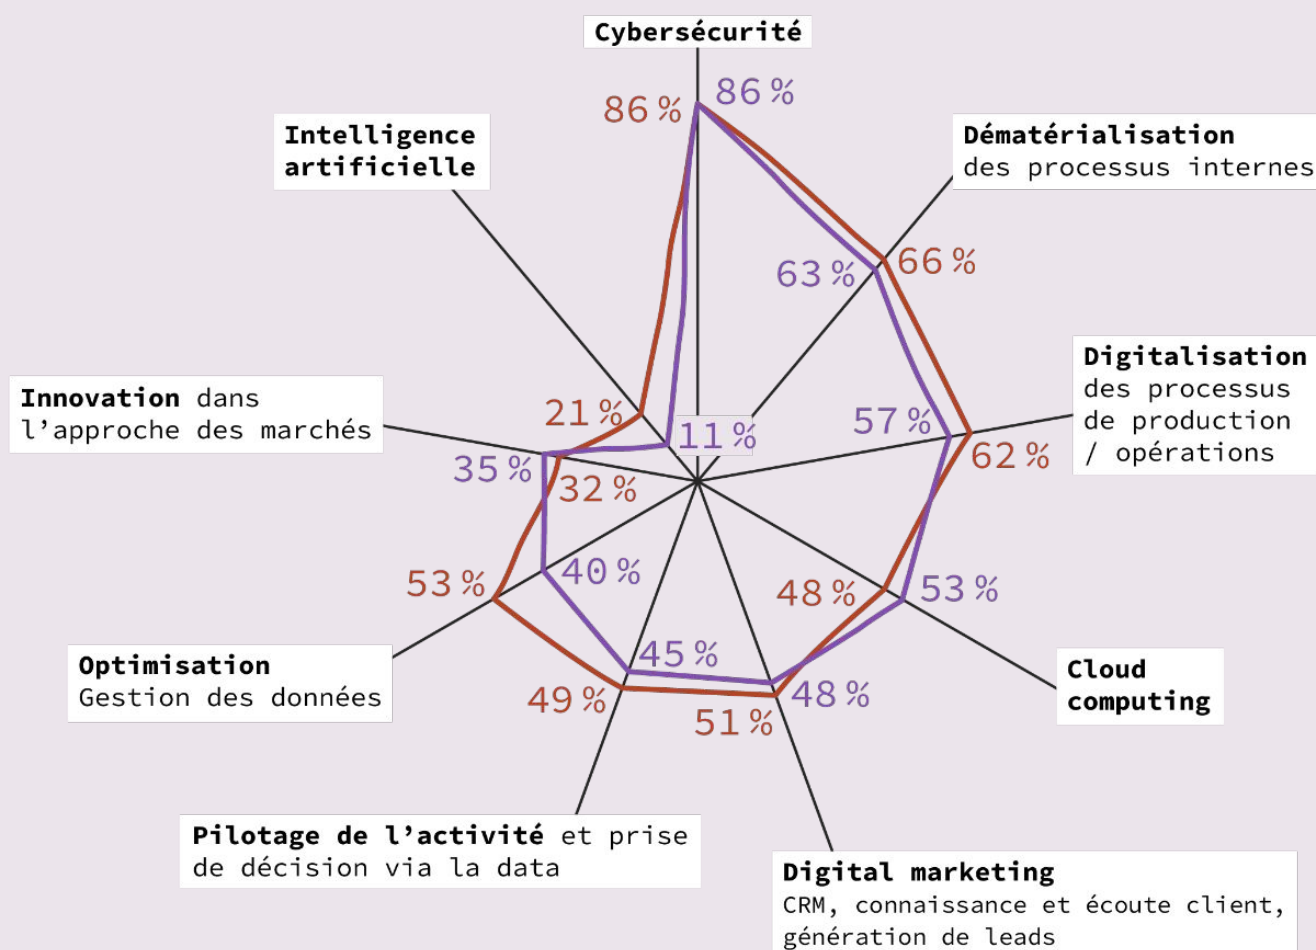 Cybersécurité
86 %
86 %
Intelligence
artificielle
Dématérialisation
des processus internes
63 %
66 %
Digitalisation
des processus
de production
/ opérations
57 %
62 %
Innovation dans
l’approche des marchés
21 %
11 %
35 %
32 %
53 %
40 %
48 %
53 %
Optimisation
Gestion des données
Cloud
computing
45 %
49 %
51 %
48 %
Pilotage de l’activité et prise
de décision via la data
Digital marketing
CRM, connaissance et écoute client,
génération de leads